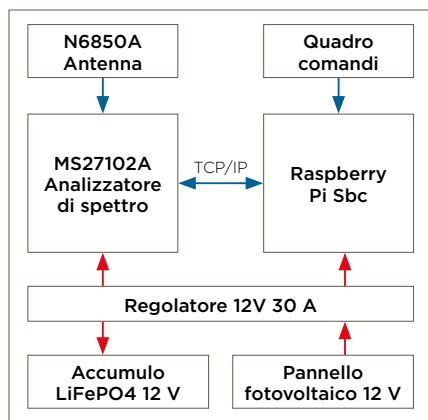 N6850A
Antenna
Quadro
comandi
MS27102A
Analizzatore
di spettro
TCP/IP
Raspberry
Pi Sbc
Regolatore 12V 30 A
Accumulo
LiFePO4 12 V
Pannello
fotovoltaico 12 V